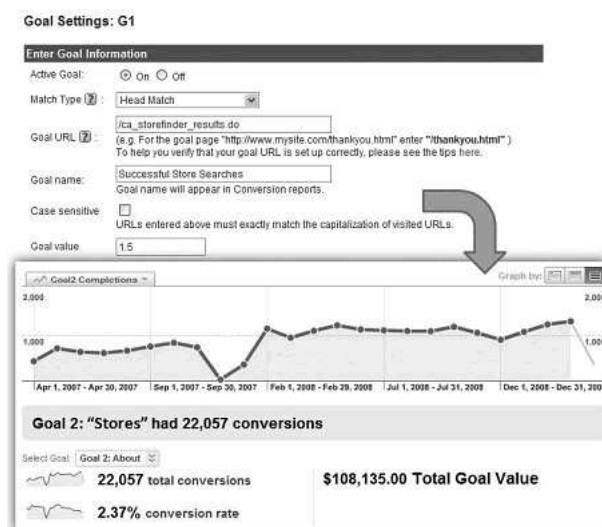 Goal Settings: G1
Enter Goal Information
Active Goal: On Off
Match Type ? : Head Match
/ca_storefinder_results.do
Goal URL ? :
(e.g. For the goal page "http://www.mysite.com/thankyou.html" enter "/thankyou.html" )
To help you verify that your goal URL is set up correctly, please see the tips here.
Goal name: Successful Store Searches
Goal name will appear in Conversion reports.
Case sensitive
URLs entered above must exactly match the capitalization of visited URLs.
Goal value 1.5
Goal2 Completions
Graph by:
2,000 2,00
1,000 1,00
Apr 1, 2007 - Apr 30, 2007 Sep 1, 2007 - Sep 30, 2007 Feb 1, 2008 - Feb 29, 2008 Jul 1, 2008 - Jul 31, 2008 Dec 1, 2008 - Dec 31, 200
Goal 2: “Stores” had 22,057 conversions
Select Goal: Goal 2: About
22,057 total conversions $108,135.00 Total Goal Value
2.37% conversion rate